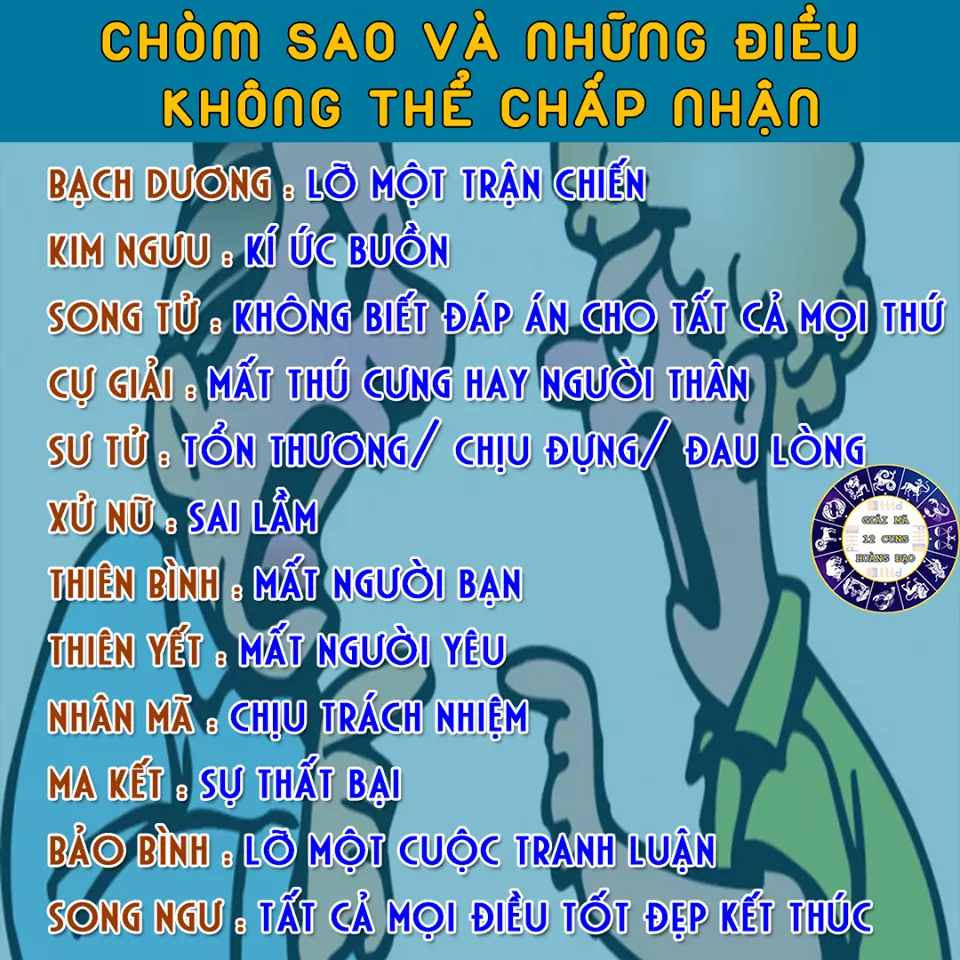 CHÒM SAO VÀ NHỮNG ĐIỀU
KHÔNG THỂ CHẤP NHẬN
BẠCH DƯƠNG : LỠ MỘT TRẬN CHIẾN
KIM NGƯU : KÍ ỨC BUỒN
SONG TỬ : KHÔNG BIẾT ĐÁP ÁN CHO TẤT CẢ MỌI THỨ
CỰ GIẢI : MẤT THÚ CƯNG HAY NGƯỜI THÂN
SƯ TỬ : TỔN THƯƠNG/ CHỊU ĐỰNG/ ĐAU LÒNG
XỬ NỮ : SAI LẦM
GIẢI MÃ
12 CUNG
HOÀNG ĐẠO
THIÊN BÌNH : MẤT NGƯỜI BẠN
THIÊN YẾT : MẤT NGƯỜI YÊU
NHÂN MÃ : CHỊU TRÁCH NHIỆM
MA KẾT : SỰ THẤT BẠI
BẢO BÌNH : LỠ MỘT CUỘC TRANH LUẬN
SONG NGƯ : TẤT CẢ MỌI ĐIỀU TỐT ĐẸP KẾT THÚC